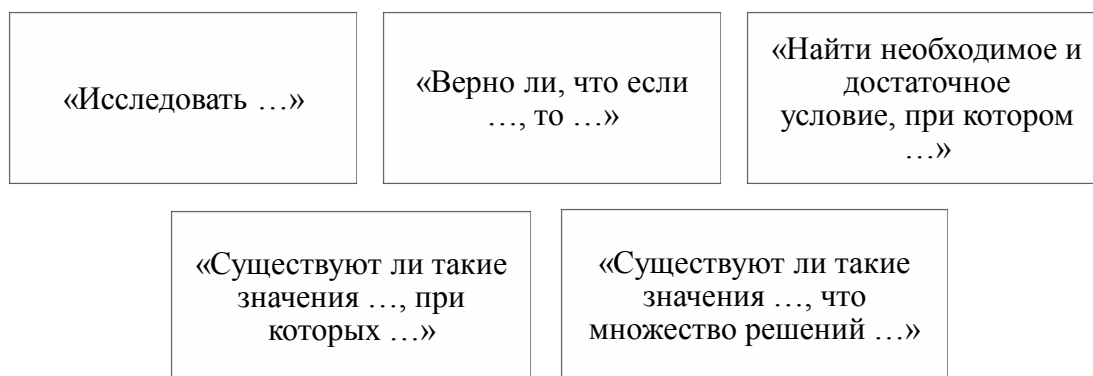 «Исследовать …»
«Верно ли, что если
…, то …»
«Найти необходимое и
достаточное
условие, при котором
…»
«Существуют ли такие
значения …, при
которых …»
«Существуют ли такие
значения …, что
множество решений …»